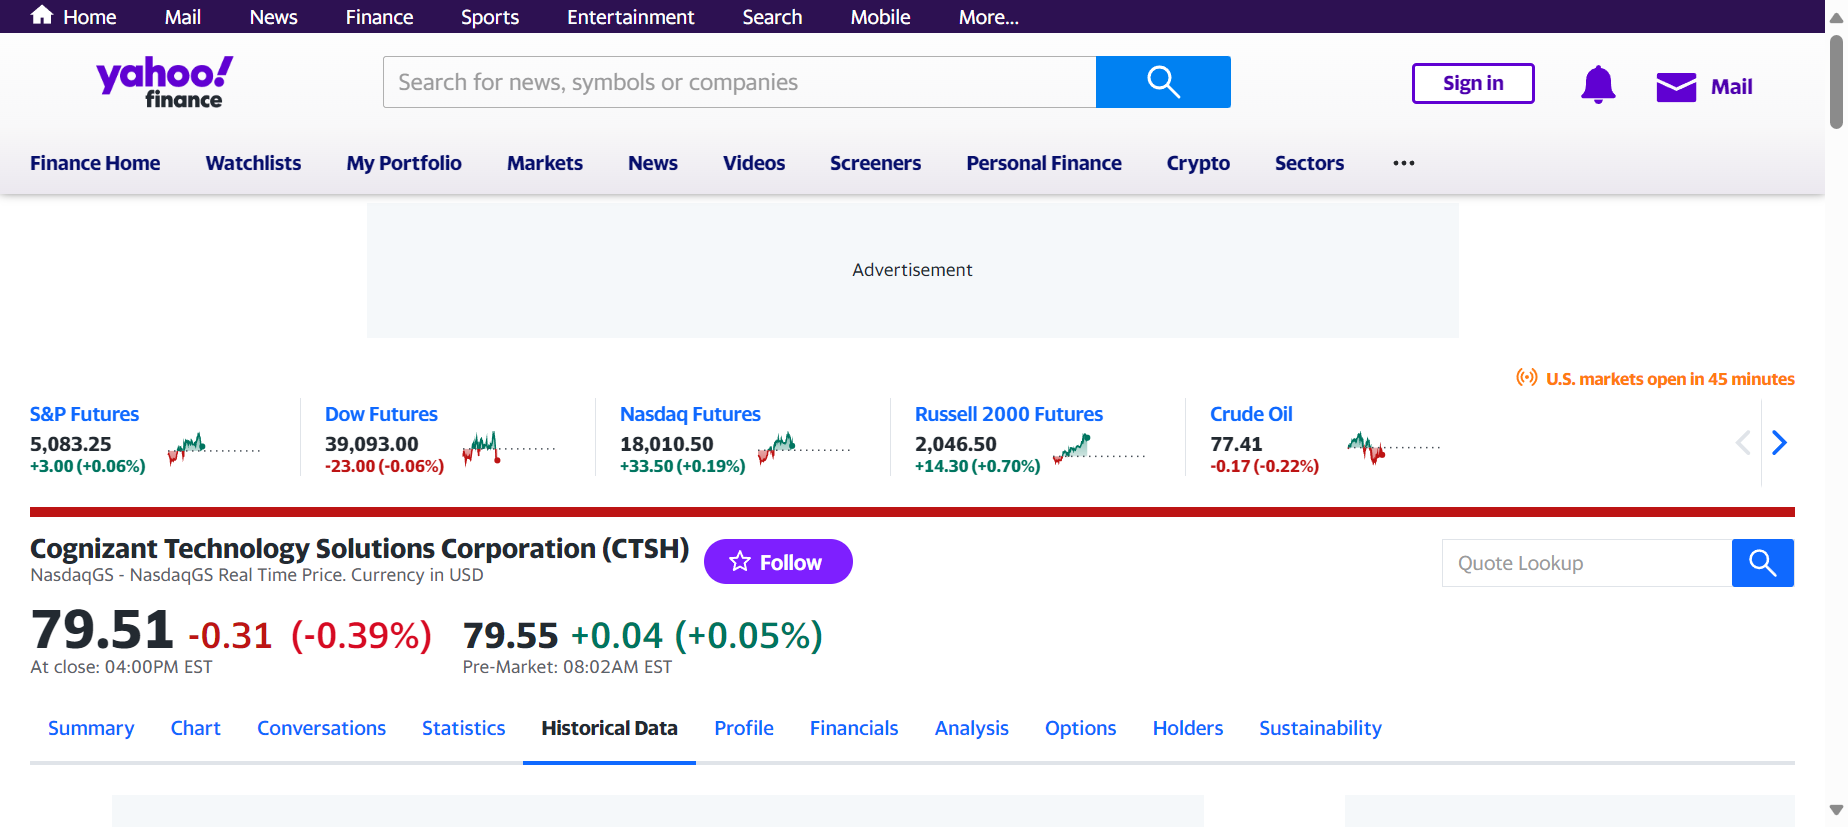 Home Mail News Finance Sports Entertainment Search Mobile More...
yahoo!
finance
Search for news, symbols or companies
Sign in
Mail
Finance Home Watchlists My Portfolio Markets News Videos Screeners Personal Finance Crypto Sectors ...
Advertisement
U.S. markets open in 45 minutes
S&P Futures
5,083.25
+3.00 (+0.06%)
Dow Futures
39,093.00
-23.00 (-0.06%)
Nasdaq Futures
18,010.50
+33.50 (+0.19%)
Russell 2000 Futures
2,046.50
+14.30 (+0.70%)
Crude Oil
77.41
-0.17 (-0.22%)
Cognizant Technology Solutions Corporation (CTSH)
NasdaqGS - NasdaqGS Real Time Price. Currency in USD
Follow
Quote Lookup
79.51 -0.31 (-0.39%)
At close: 04:00PM EST
79.55 +0.04 (+0.05%)
Pre-Market: 08:02AM EST
Summary Chart Conversations Statistics Historical Data Profile Financials Analysis Options Holders Sustainability